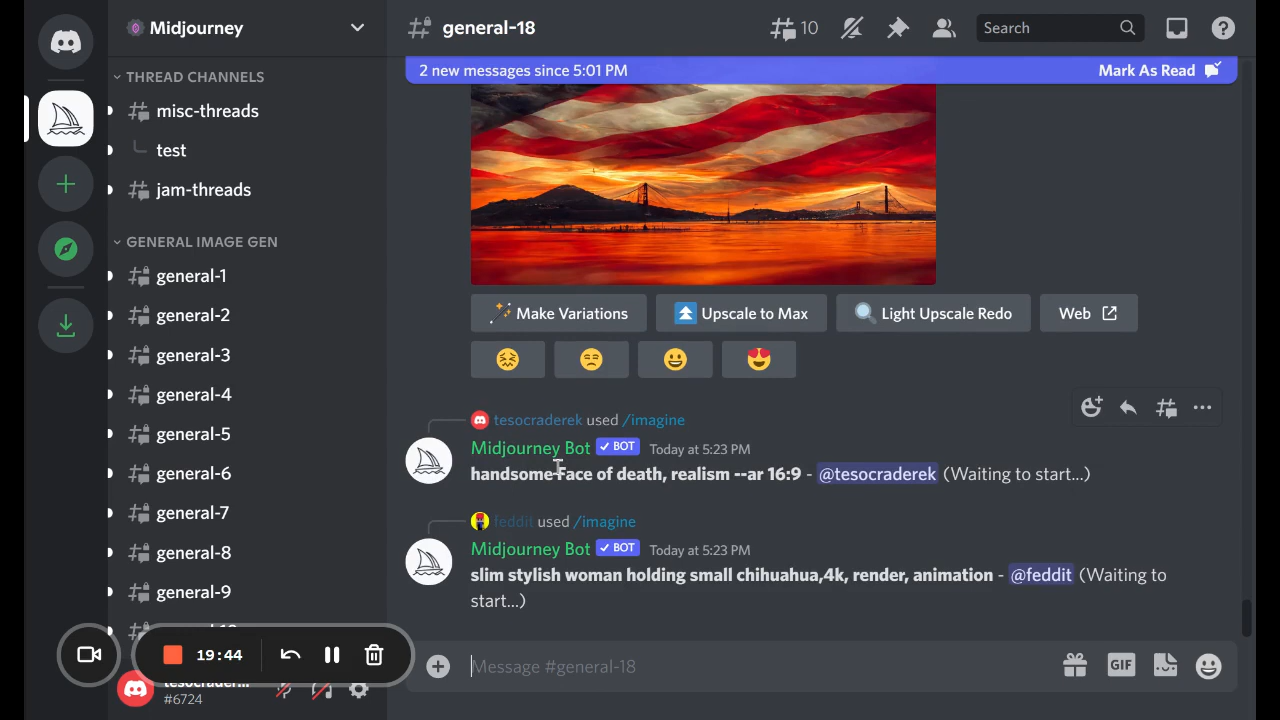 Midjourney
general-18
10
Search
2 new messages since 5:01 PM
Mark As Read
THREAD CHANNELS
misc-threads
test
jam-threads
GENERAL IMAGE GEN
general-1
general-2
general-3
general-4
general-5
general-6
general-7
general-8
general-9
Make Variations
Upscale to Max
Light Upscale Redo
Web
tesocraderek used /imagine
Midjourney Bot ✓ BOT Today at 5:23 PM
handsome Face of death, realism --ar 16:9 - @tesocraderek (Waiting to start...)
feddit used /imagine
Midjourney Bot ✓ BOT Today at 5:23 PM
slim stylish woman holding small chihuahua,4k, render, animation - @feddit (Waiting to
start...)
19:44
tesocrader...
#6724
Message #general-18
GIF